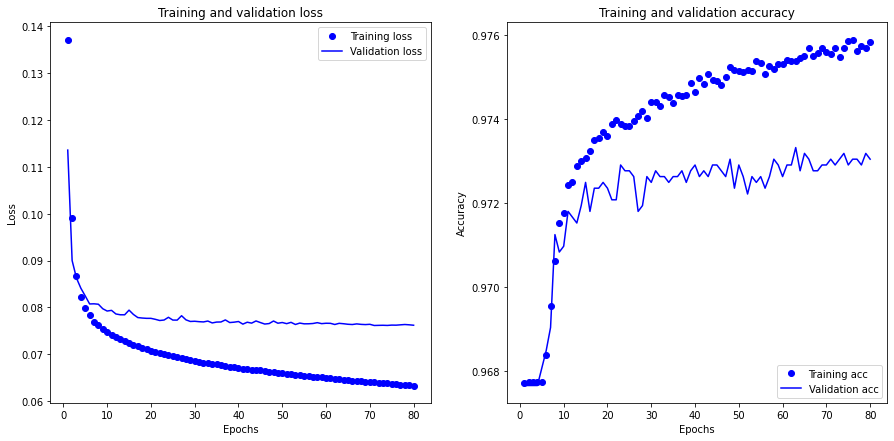 Training and validation loss
0.14
0.13
0.12
0.11
0.10
0.09
0.08
0.07
0.06
Loss
Training loss
Validation loss
0 10 20 30 40 50 60 70 80
Epochs
Training and validation accuracy
0.976
0.974
0.972
0.970
0.968
Accuracy
Training acc
Validation acc
0 10 20 30 40 50 60 70 80
Epochs